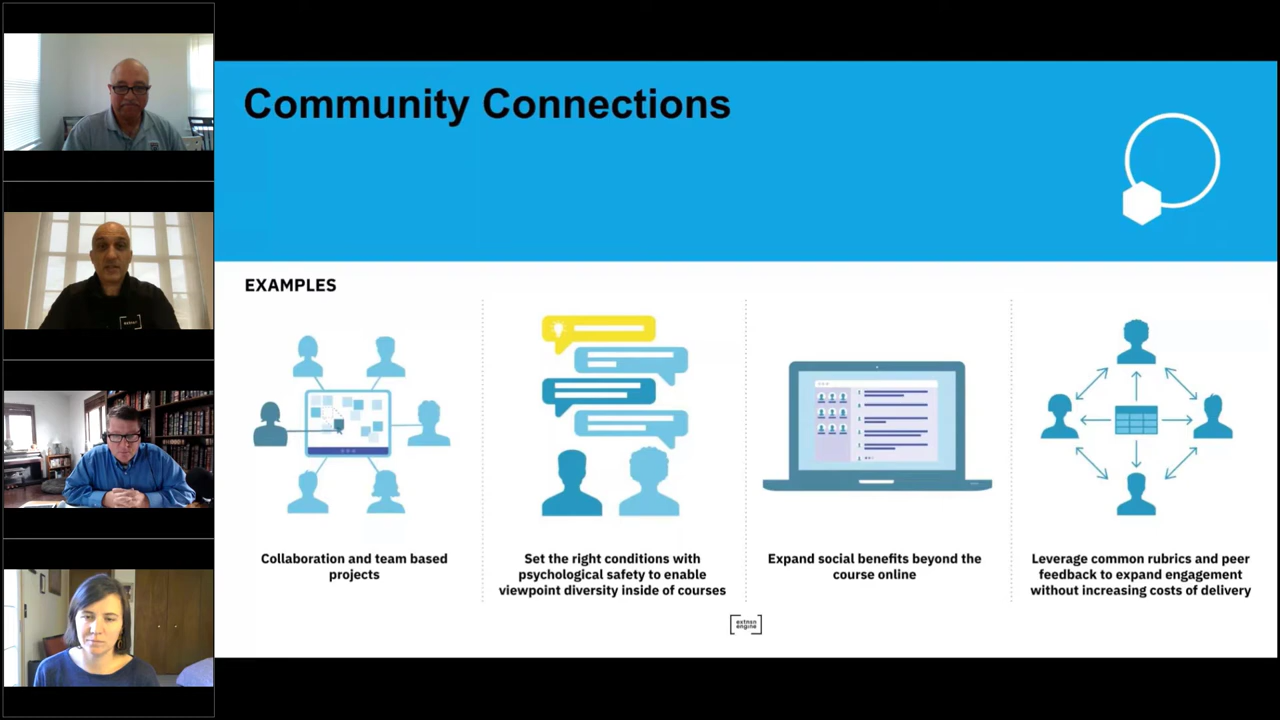 Community Connections
EXAMPLES
Collaboration and team based
projects
Set the right conditions with
psychological safety to enable
viewpoint diversity inside of courses
Expand social benefits beyond the
course online
Leverage common rubrics and peer
feedback to expand engagement
without increasing costs of delivery
extnsn
engine